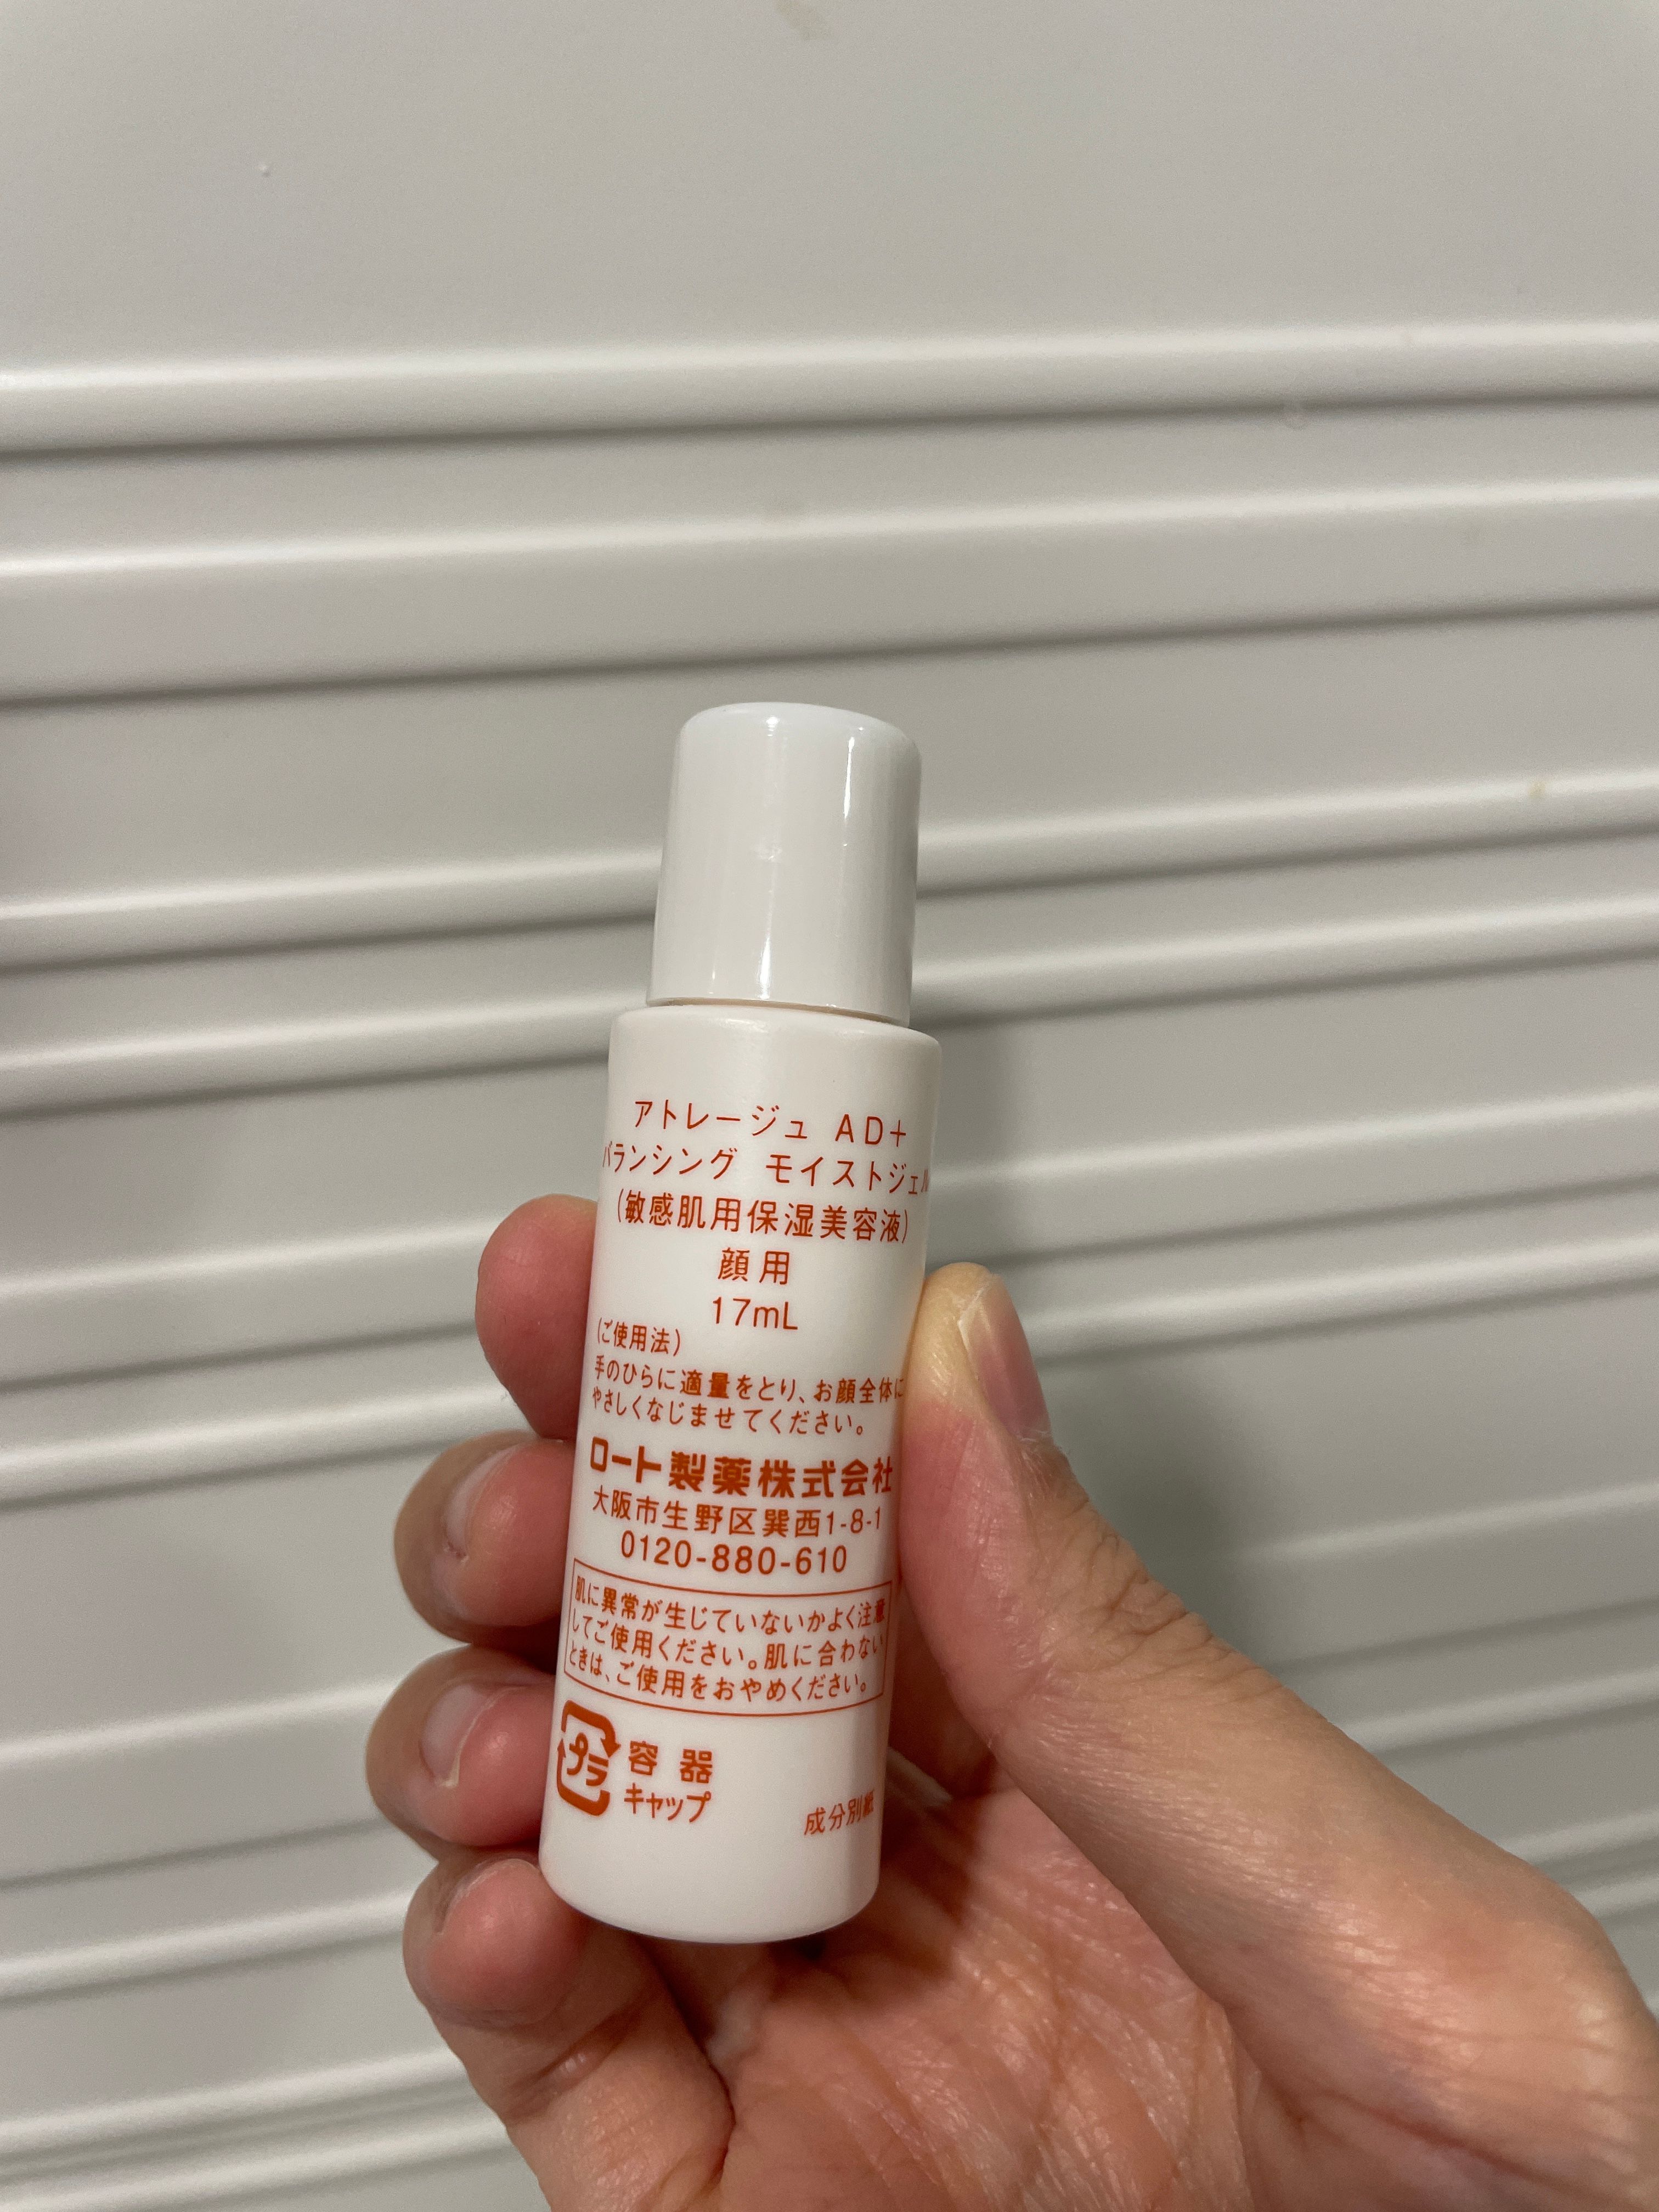 アトレージュ AD+
バランシング モイストジェル
(敏感肌用保湿美容液)
顔用
17mL
(ご使用法)
手のひらに適量をとり、お顔全体に
やさしくなじませてください。
ロート製薬株式会社
大阪市生野区巽西1-8-1
0120-880-610
肌に異常が生じていないかよく注意
してご使用ください。肌に合わない
ときは、ご使用をおやめください。
プラ 容器
キャップ
成分別紙